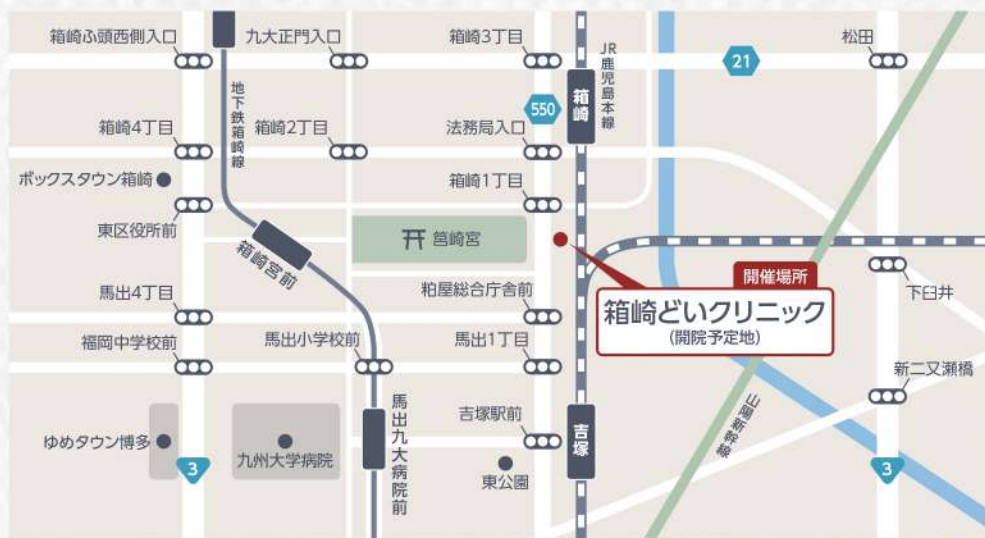 箱崎ふ頭西側入口
九大正門入口
箱崎3丁目
松田
21
JR鹿児島本線
箱崎
550
地下鉄箱崎線
箱崎4丁目
箱崎2丁目
法務局入口
ボックスタウン箱崎
箱崎1丁目
東区役所前
筥崎宮
箱崎宮前
開催場所
箱崎どいクリニック
(開院予定地)
下臼井
馬出4丁目
粕屋総合庁舎前
福岡中学校前
馬出小学校前
馬出1丁目
新二又瀬橋
山陽新幹線
馬出九大病院前
吉塚駅前
吉塚
ゆめタウン博多
九州大学病院
東公園
3
3